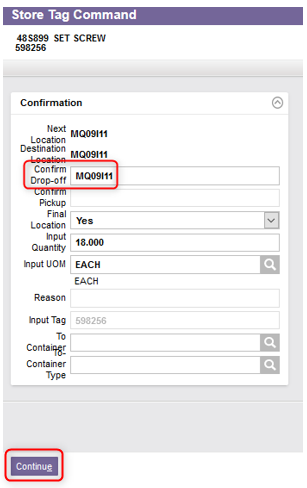 Store Tag Command
48S899 SET SCREW
598256
Confirmation
Next
Location MQ09I11
Destination
Location MQ09I11
Confirm
Drop-off MQ09I11
Confirm
Pickup
Final
Location Yes
Input
Quantity 18.000
Input UOM EACH
EACH
Reason
Input Tag 598256
To
Container
To-
Container
Type
Continue